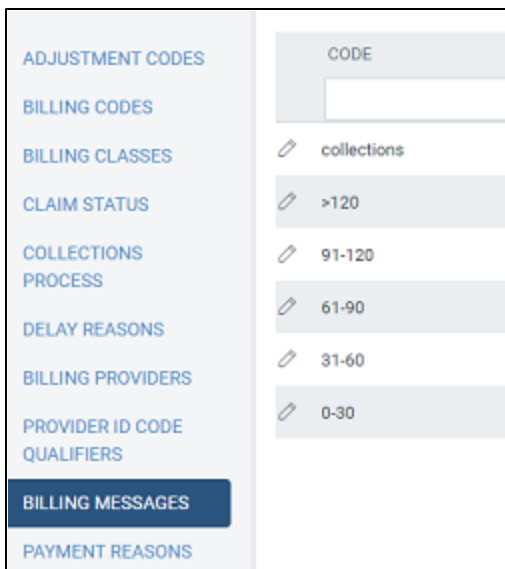 ADJUSTMENT CODES
BILLING CODES
BILLING CLASSES
CLAIM STATUS
COLLECTIONS
PROCESS
DELAY REASONS
BILLING PROVIDERS
PROVIDER ID CODE
QUALIFIERS
BILLING MESSAGES
PAYMENT REASONS
CODE
collections
>120
91-120
61-90
31-60
0-30